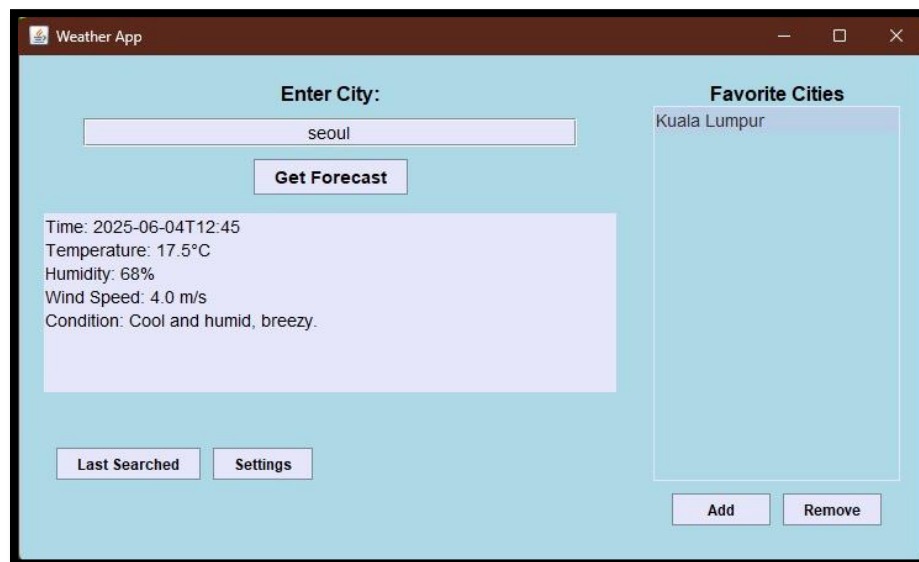 Weather App
Enter City:
seoul
Get Forecast
Time: 2025-06-04T12:45
Temperature: 17.5°C
Humidity: 68%
Wind Speed: 4.0 m/s
Condition: Cool and humid, breezy.
Last Searched
Settings
Favorite Cities
Kuala Lumpur
Add
Remove